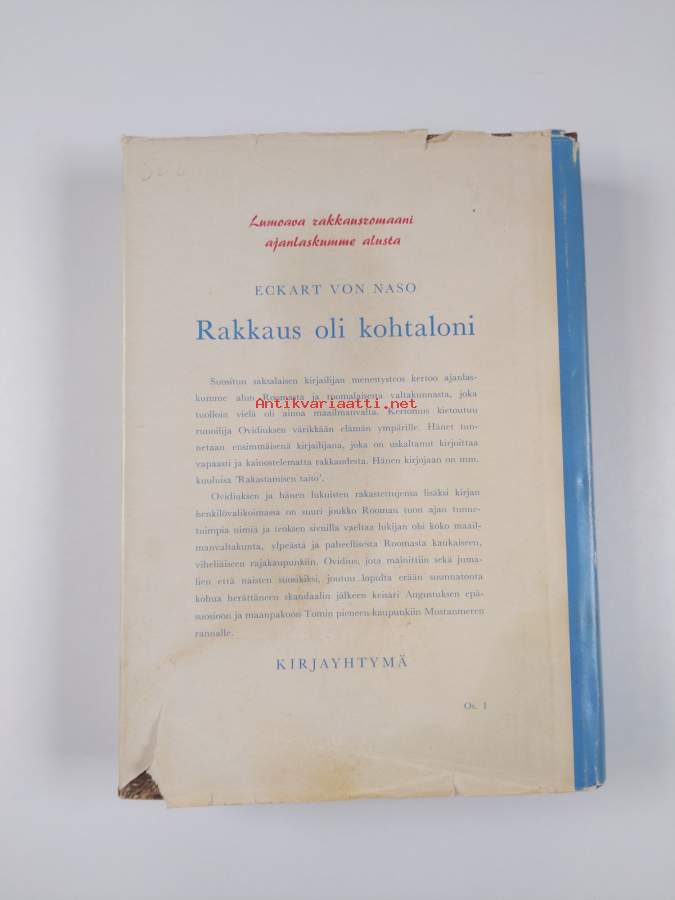 Lumoava rakkausromaani
ajanlaskumme alusta
ECKART VON NASO
Rakkaus oli kohtaloni
Suositun saksalaisen kirjailijan menestysteos kertoo ajanlas-
kumme alun Roomasta ja roomalaisesta valtakunnasta, joka
Antikvariaatti.net
tuolloin vielä oli ainoa maailmanvalta. Kertomus kietoutuu
runoilija Ovidiuksen värikkään elämän ympärille. Hänet tun-
netaan ensimmäisenä kirjailijana, joka on uskaltanut kirjoittaa
vapaasti ja kainostelematta rakkaudesta. Hänen kirjojaan on mm.
kuuluisa 'Rakastamisen taito'.
Ovidiuksen ja hänen lukuisten rakastettujensa lisäksi kirjan
henkilövalikoimassa on suuri joukko Rooman tuon ajan tunne-
tuimpia nimiä ja teoksen sivuilla vaeltaa lukijan ohi koko maail-
manvaltakunta, ylpeästä ja paheellisesta Roomasta kaukaiseen,
viheliäiseen rajakaupunkiin. Ovidius, jota mainittiin sekä juma-
lien että naisten suosikiksi, joutuu lopulta erään suunnatonta
kohua herättäneen skandaalin jälkeen keisari Augustuksen epä-
suosioon ja maanpakoon Tomin pieneen kaupunkiin Mustanmeren
rannalle.
KIRJAYHTYMÄ
Os. 1